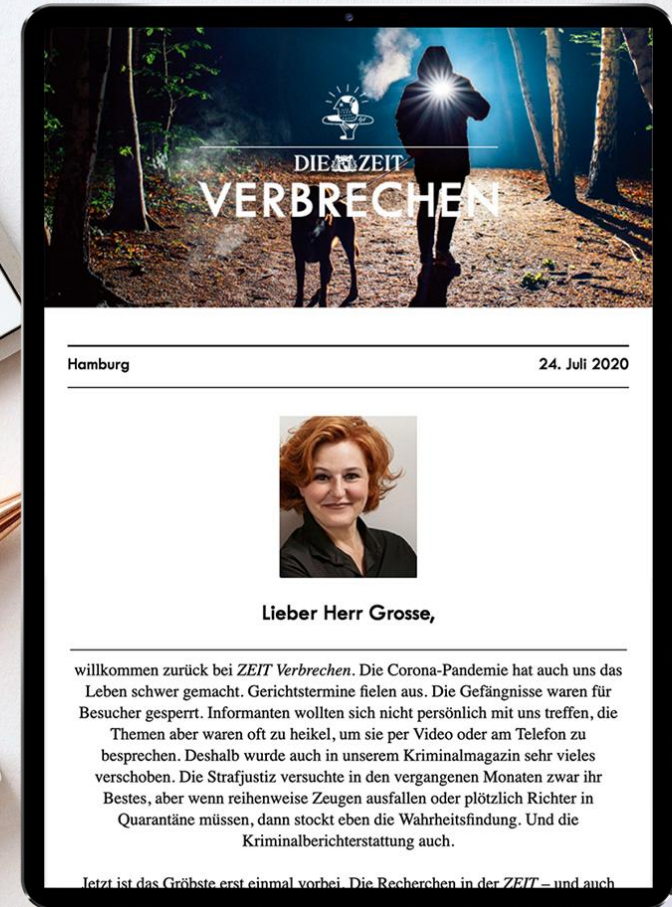 DIE ZEIT
VERBRECHEN
Hamburg 24. Juli 2020
Lieber Herr Grosse,
willkommen zurück bei ZEIT Verbrechen. Die Corona-Pandemie hat auch uns das
Leben schwer gemacht. Gerichtstermine fielen aus. Die Gefängnisse waren für
Besucher gesperrt. Informanten wollten sich nicht persönlich mit uns treffen, die
Themen aber waren oft zu heikel, um sie per Video oder am Telefon zu
besprechen. Deshalb wurde auch in unserem Kriminalmagazin sehr vieles
verschoben. Die Strafjustiz versuchte in den vergangenen Monaten zwar ihr
Bestes, aber wenn reihenweise Zeugen ausfallen oder plötzlich Richter in
Quarantäne müssen, dann stockt eben die Wahrheitsfindung. Und die
Kriminalberichterstattung auch.
Jetzt ist das Gröbste erst einmal vorbei. Die Recherchen in der ZEIT – und auch